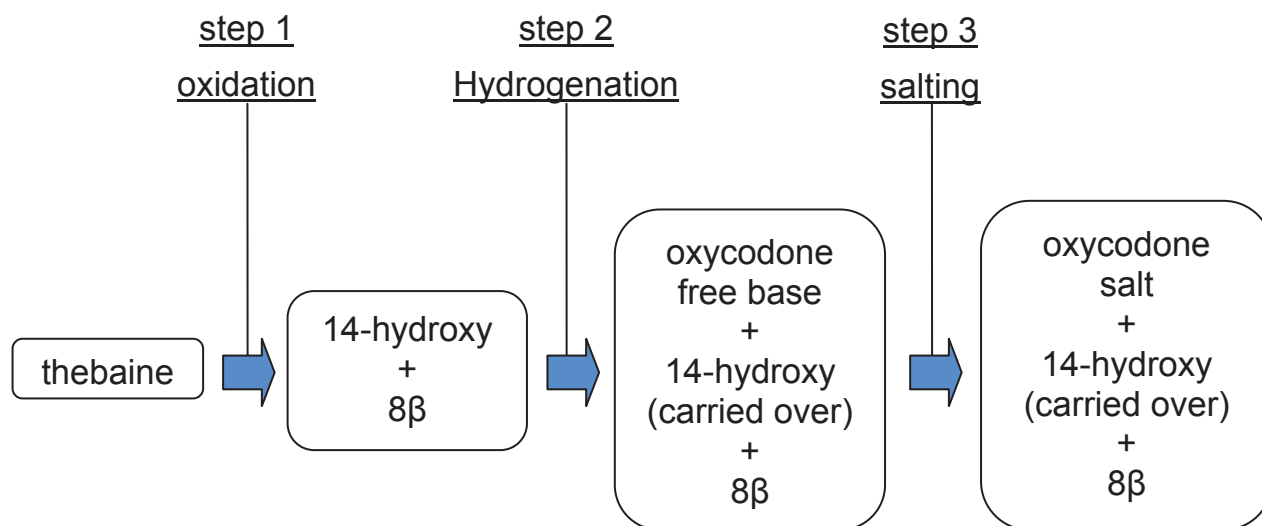 step 1
oxidation
step 2
Hydrogenation
step 3
salting
thebaine
14-hydroxy
+
8β
oxycodone
free base
+
14-hydroxy
(carried over)
+
8β
oxycodone
salt
+
14-hydroxy
(carried over)
+
8β